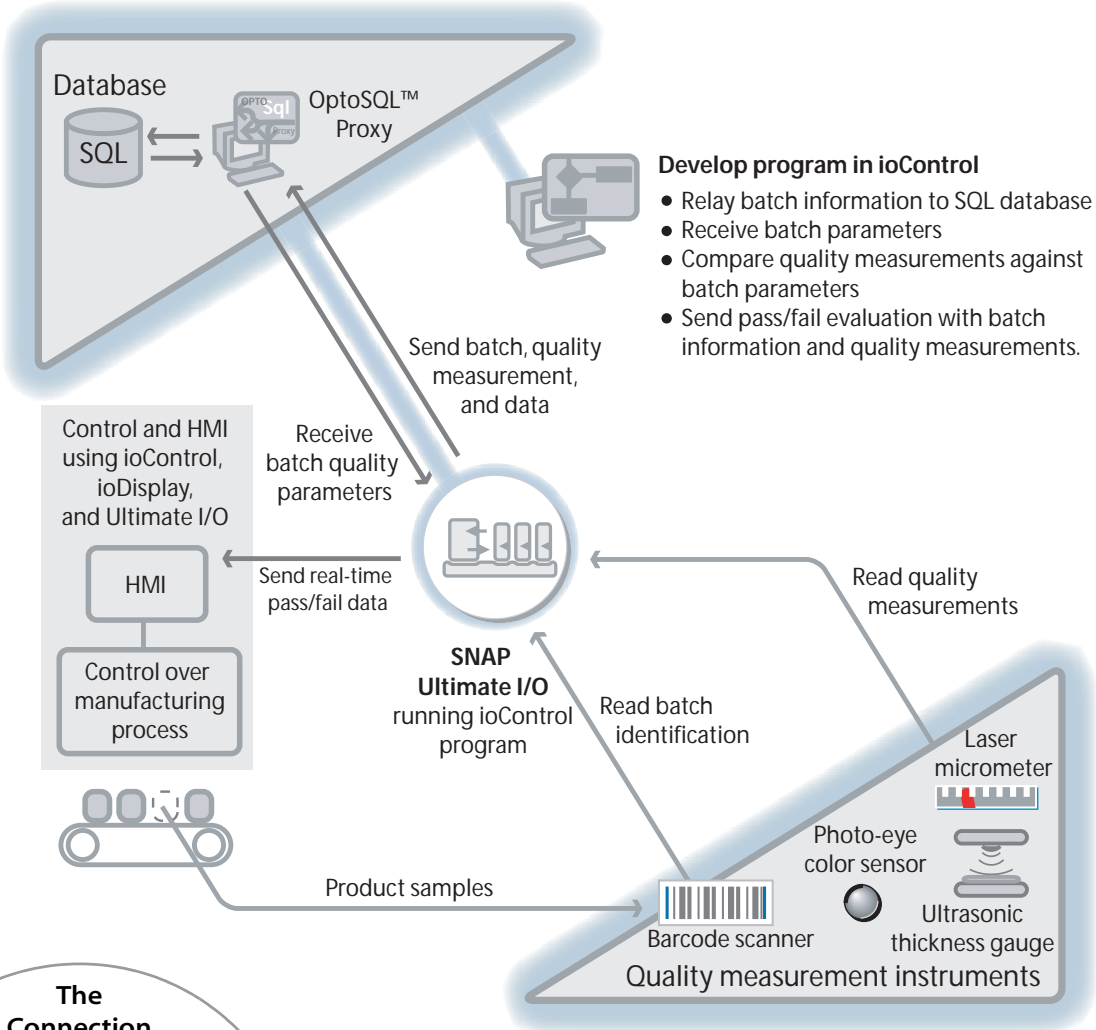 Database
SQL
OPTO
Sql
Proxy
OptoSQL™
Proxy
Develop program in ioControl
• Relay batch information to SQL database
• Receive batch parameters
• Compare quality measurements against
batch parameters
• Send pass/fail evaluation with batch
information and quality measurements.
Send batch, quality
measurement,
and data
Receive
batch quality
parameters
Control and HMI
using ioControl,
ioDisplay,
and Ultimate I/O
HMI
Control over
manufacturing
process
Send real-time
pass/fail data
SNAP
Ultimate I/O
running ioControl
program
Read quality
measurements
Read batch
identification
Product samples
Laser
micrometer
Photo-eye
color sensor
Ultrasonic
thickness gauge
Barcode scanner
Quality measurement instruments
The
Connection